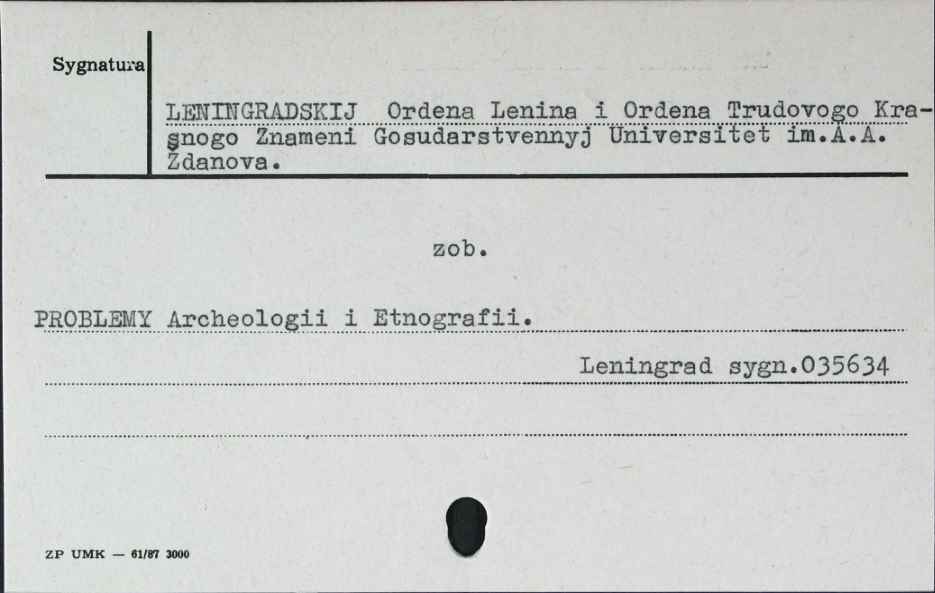 Sygnatura
LENINGRADSKIJ Ordena Lenina i Ordena Trudovogo Kra-
snogo Znameni Gosudarstvennyj Universitet im.A.A.
Ždanova.
zob.
PROBLEMY Archeologii i Etnografii.
Leningrad sygn.035634
ZP UMK — 61/87 3000